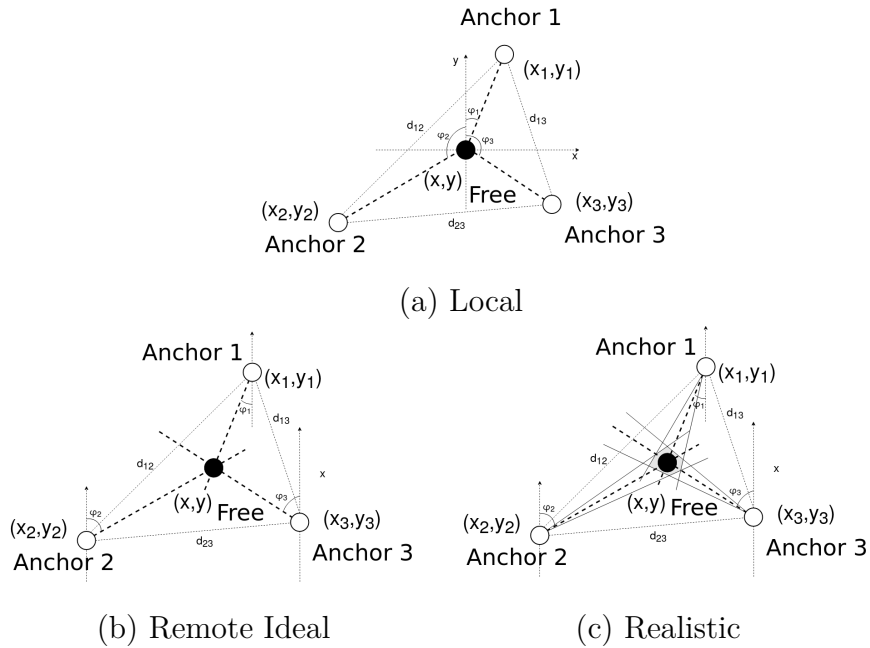 Anchor 1
y
(x1,y1)
φ1
d12
d13
φ2
φ3
x
(x,y)
Free
(x2,y2)
(x3,y3)
d23
Anchor 2
Anchor 3
(a) Local
Anchor 1
(x1,y1)
φ1
d13
d12
x
(x,y)
φ3
φ2
Free
(x2,y2)
(x3,y3)
d23
Anchor 2
Anchor 3
(b) Remote Ideal
Anchor 1
(x1,y1)
φ1
d13
d12
x
(x,y)
φ3
φ2
Free
(x2,y2)
(x3,y3)
d23
Anchor 2
Anchor 3
(c) Realistic